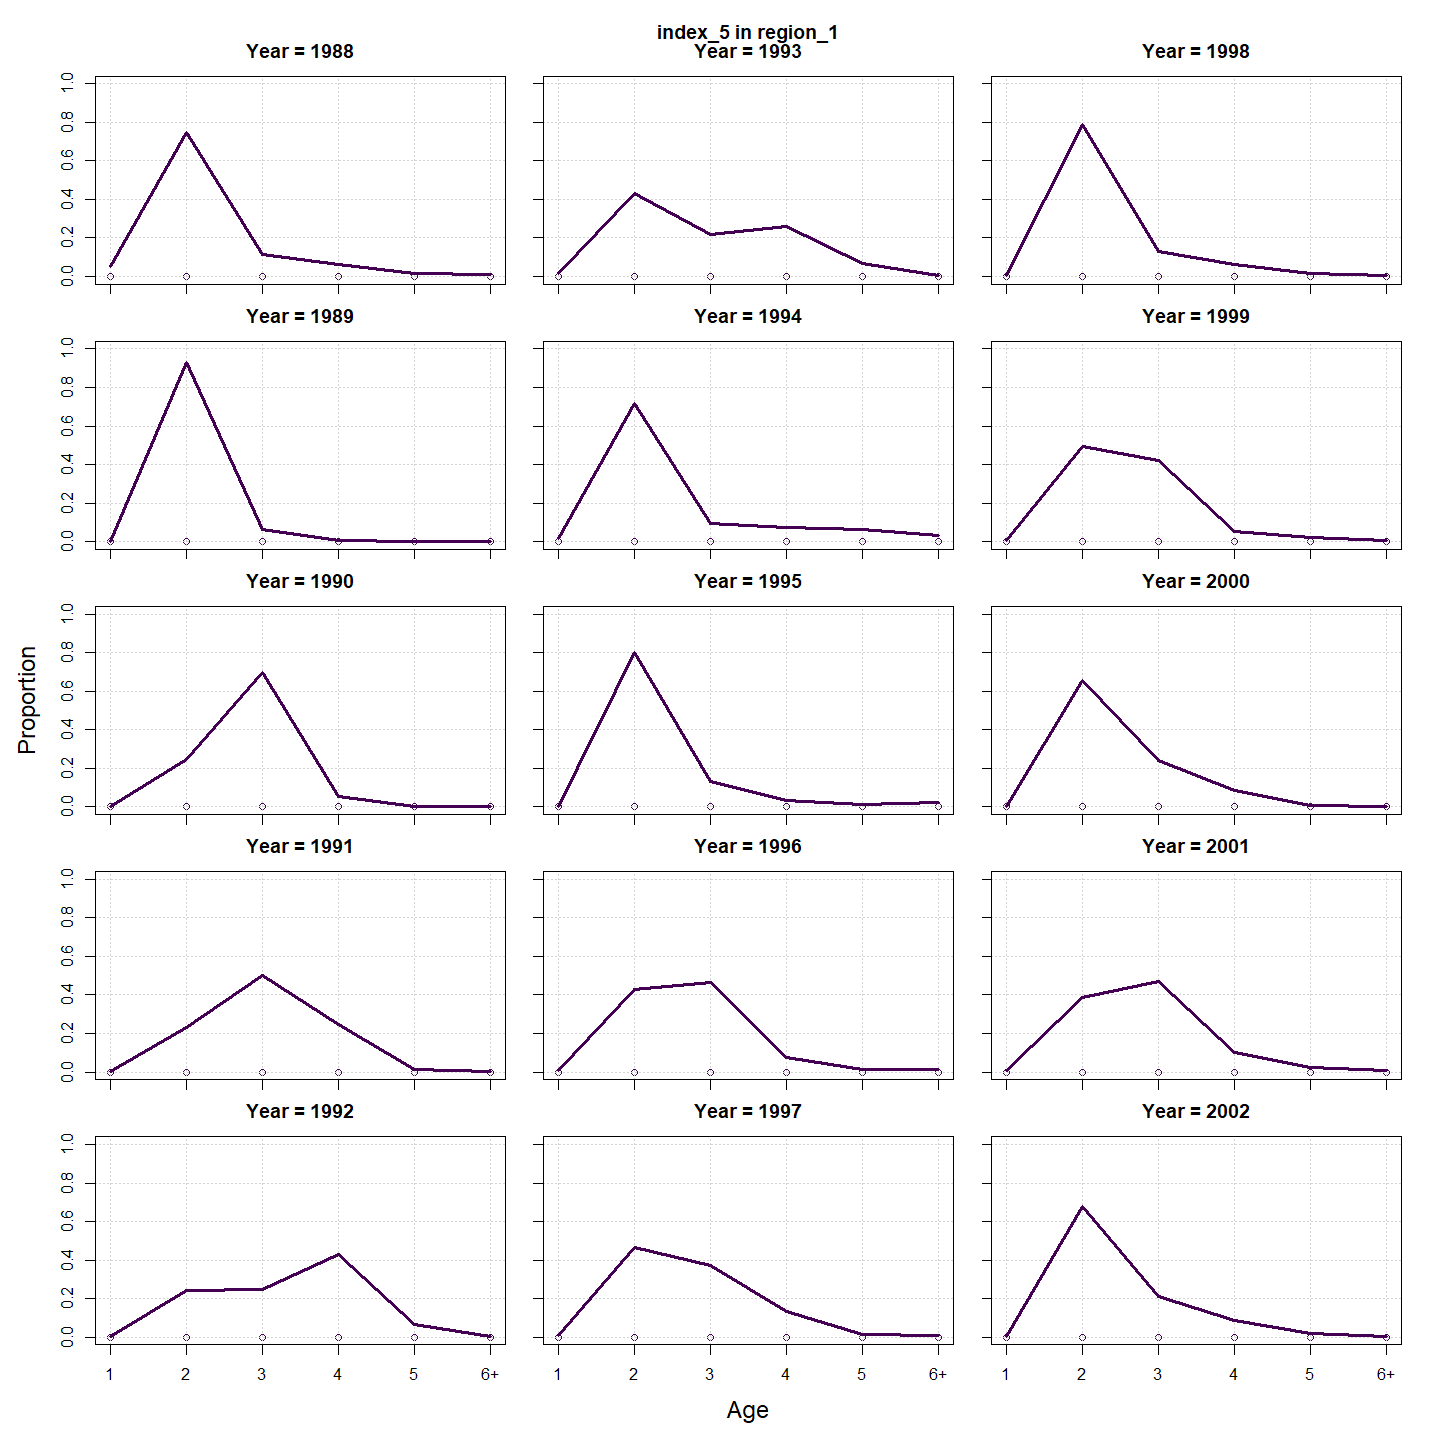 index_5 in region_1
Year = 1988
Year = 1993
Year = 1998
0.0 0.2 0.4 0.6 0.8 1.0
Year = 1989
Year = 1994
Year = 1999
0.0 0.2 0.4 0.6 0.8 1.0
Year = 1990
Year = 1995
Year = 2000
0.0 0.2 0.4 0.6 0.8 1.0
Proportion
Year = 1991
Year = 1996
Year = 2001
0.0 0.2 0.4 0.6 0.8 1.0
Year = 1992
Year = 1997
Year = 2002
0.0 0.2 0.4 0.6 0.8 1.0
1 2 3 4 5 6+
1 2 3 4 5 6+
1 2 3 4 5 6+
Age